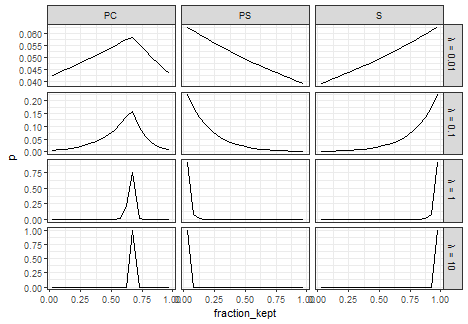 PC PS S
0.060
0.055
0.050
0.045
0.040
λ = 0.01
0.20
0.15
0.10
0.05
0.00
λ = 0.1
p
0.75
0.50
0.25
0.00
λ = 1
1.00
0.75
0.50
0.25
0.00
λ = 10
0.00 0.25 0.50 0.75 1.00 0.00 0.25 0.50 0.75 1.00 0.00 0.25 0.50 0.75 1.00
fraction_kept